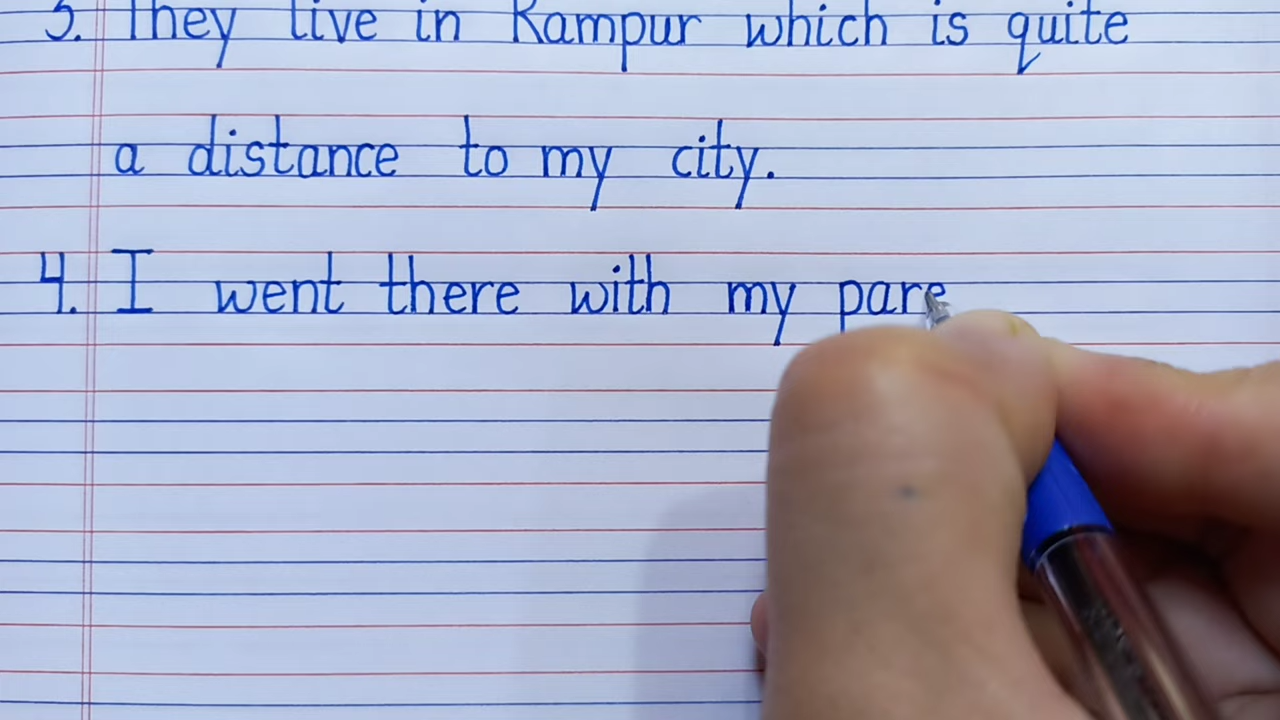 3. They live in Rampur which is quite
a distance to my city.
4. I went there with my pare